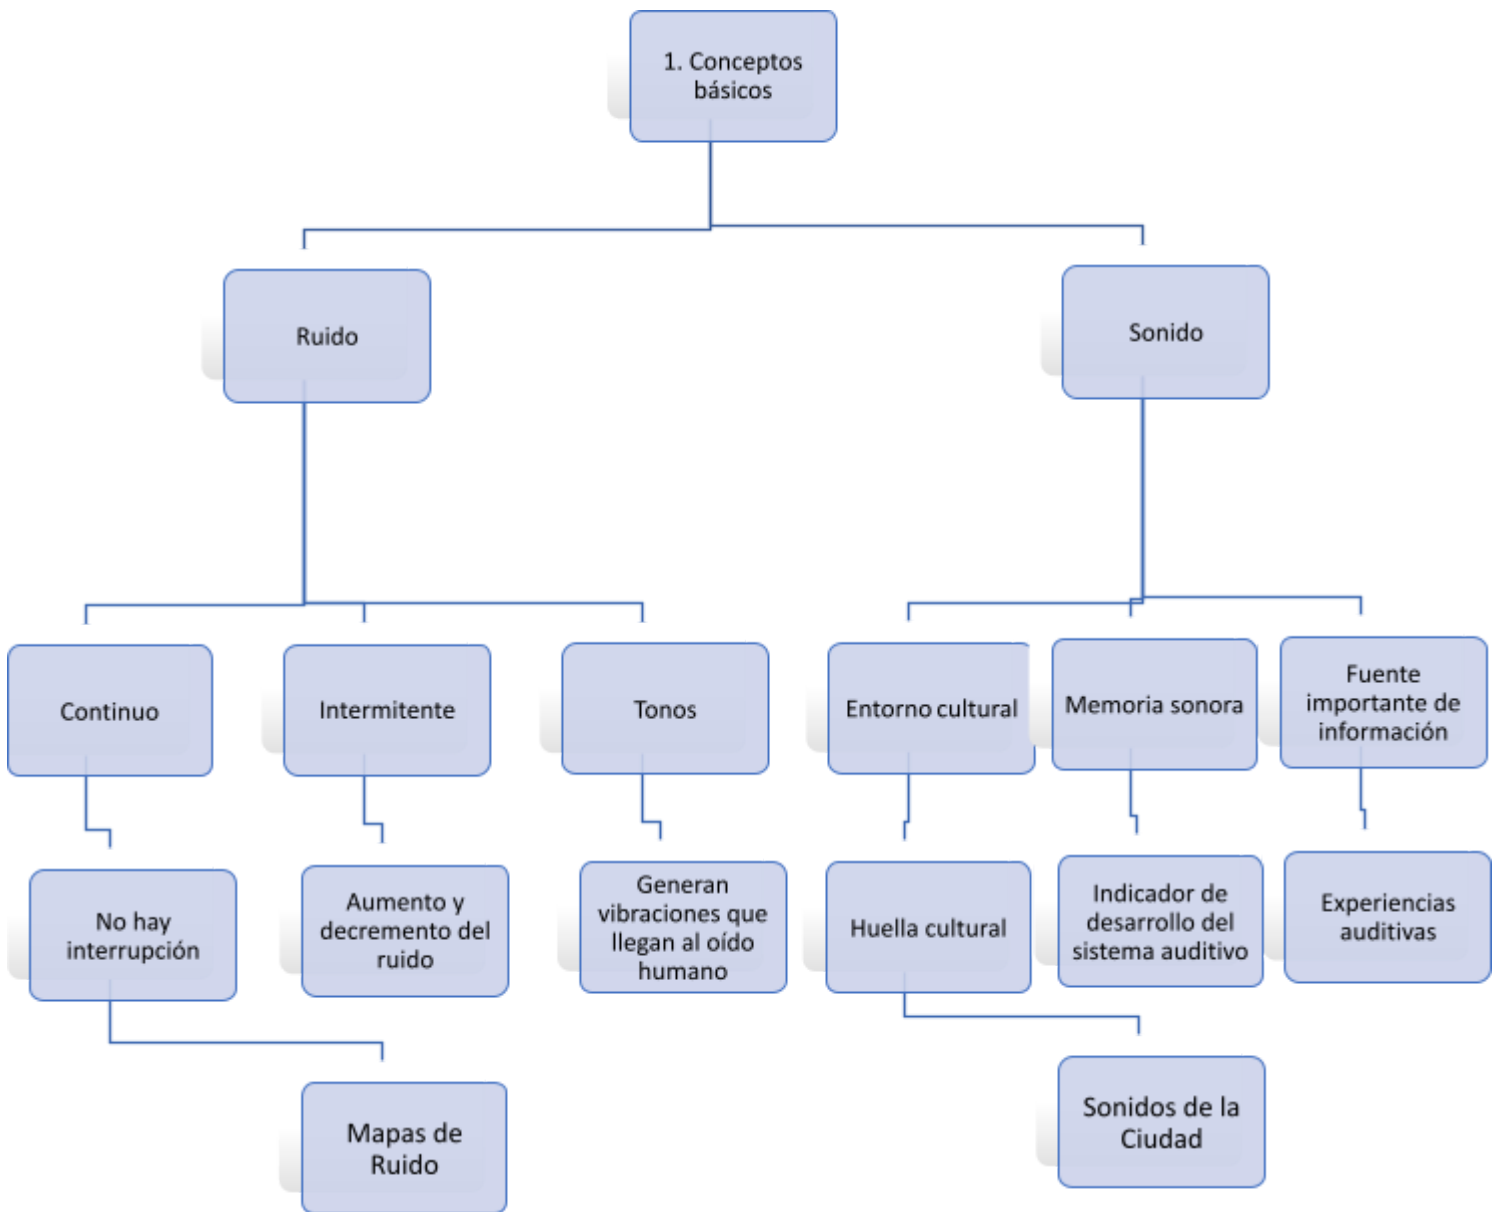 1. Conceptos
básicos
Ruido
Sonido
Continuo
Intermitente
Tonos
Entorno cultural
Memoria sonora
Fuente
importante de
información
No hay
interrupción
Aumento y
decremento del
ruido
Generan
vibraciones que
llegan al oído
humano
Huella cultural
Indicador de
desarrollo del
sistema auditivo
Experiencias
auditivas
Mapas de
Ruido
Sonidos de la
Ciudad